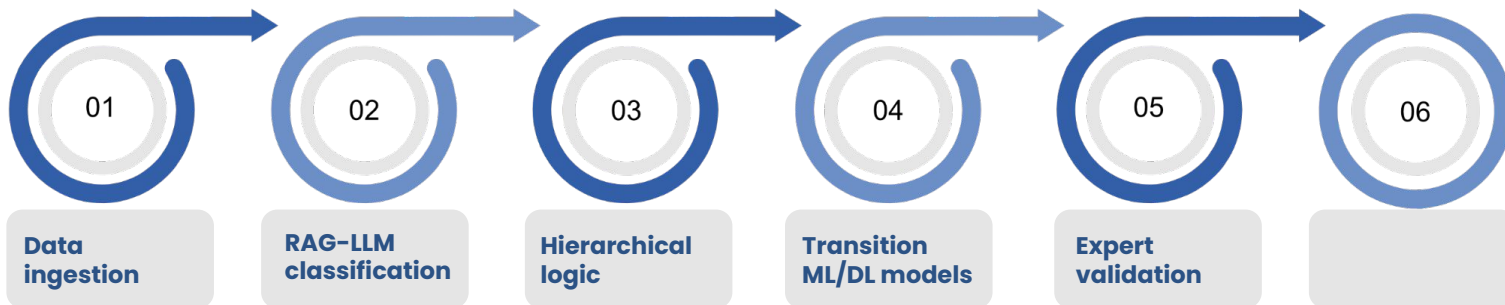 01
02
03
04
05
06
Data
ingestion
RAG-LLM
classification
Hierarchical
logic
Transition
ML/DL models
Expert
validation